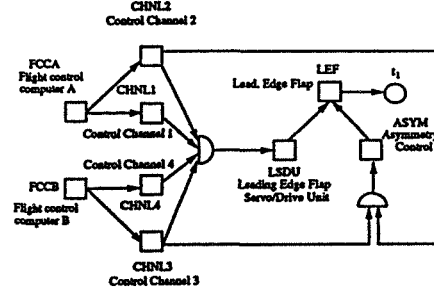 CHNL2
Control Channel 2
FCCA
Flight control
computer A
CHNL1
Control Channel 1
Control Channel 4
FCCB
Flight control
computer B
CHNL4
CHNL3
Control Channel 3
LEF
Lead. Edge Flap
t₁
ASYM
Asymmetry
Control
LSDU
Leading Edge Flap
Servo/Drive Unit